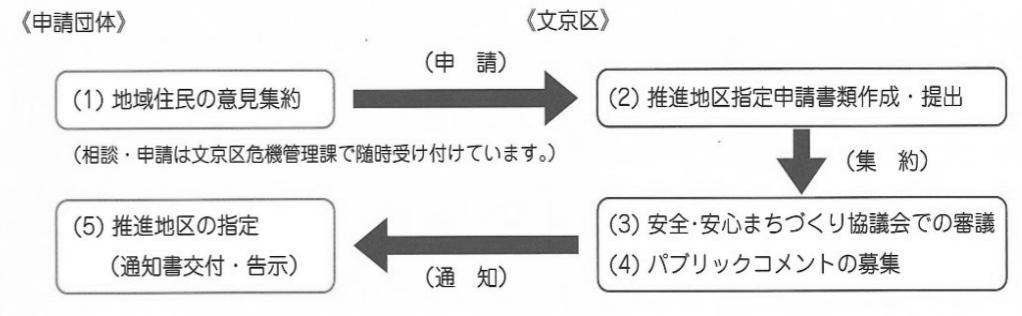 《申請団体》
《文京区》
(申 請)
(1) 地域住民の意見集約
(2) 推進地区指定申請書類作成・提出
(相談・申請は文京区危機管理課で随時受け付けています。)
(集 約)
(3) 安全・安心まちづくり協議会での審議
(4) パブリックコメントの募集
(5) 推進地区の指定
(通知書交付・告示)
(通 知)